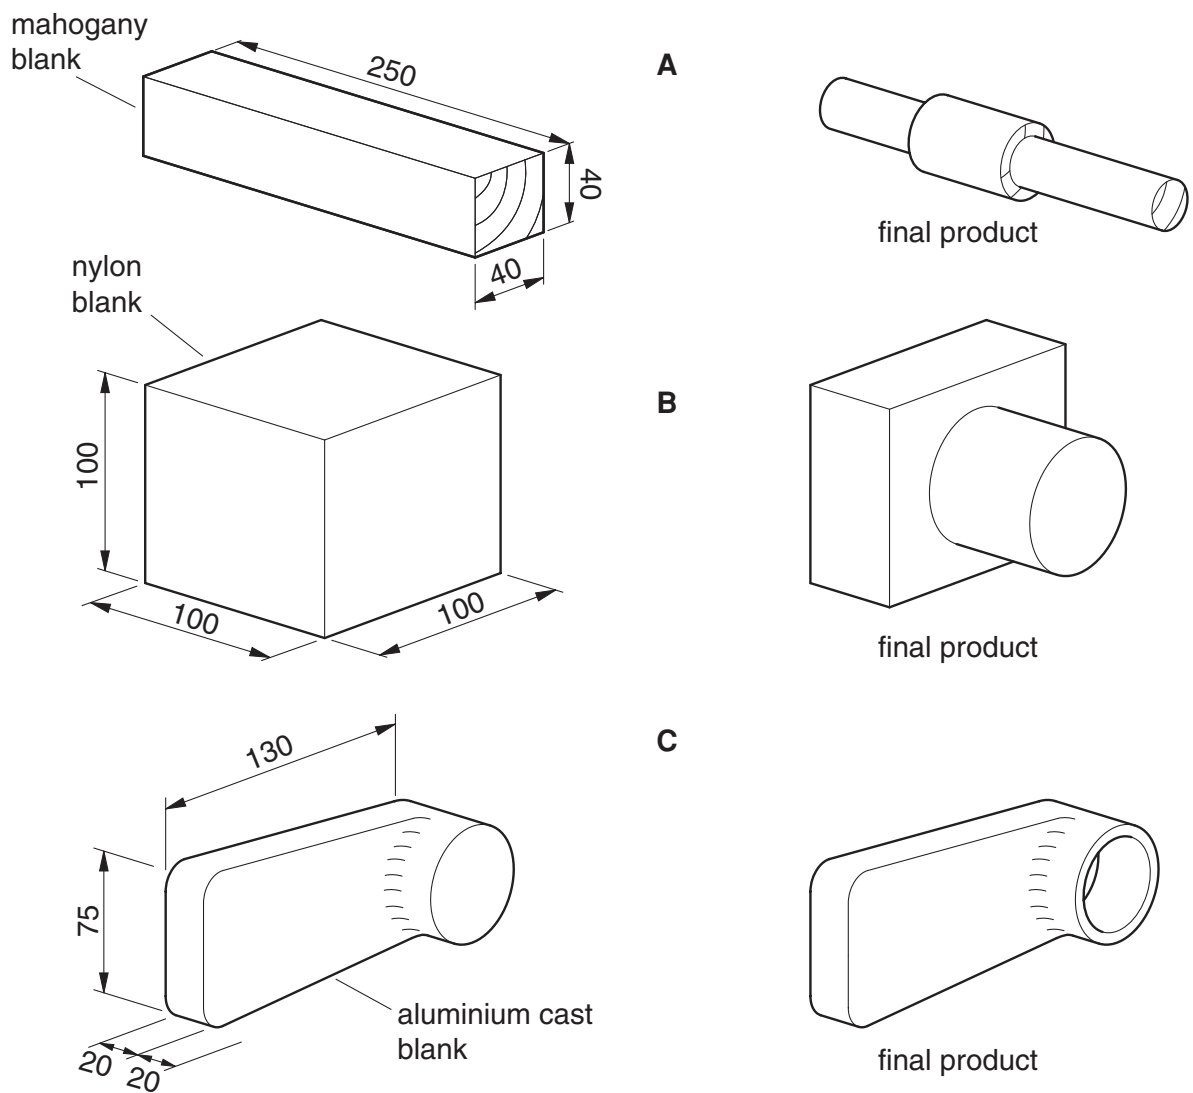 mahogany
blank
250
40
40
A
final product
nylon
blank
100
100
100
B
final product
130
75
20
20
aluminium cast
blank
C
final product